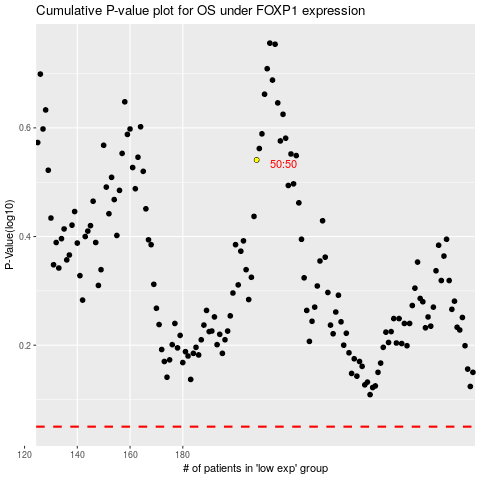 Cumulative P-value plot for OS under FOXP1 expression
P-Value(log10)
0.6
0.4
0.2
50:50
120
140
160
180
# of patients in 'low exp' group